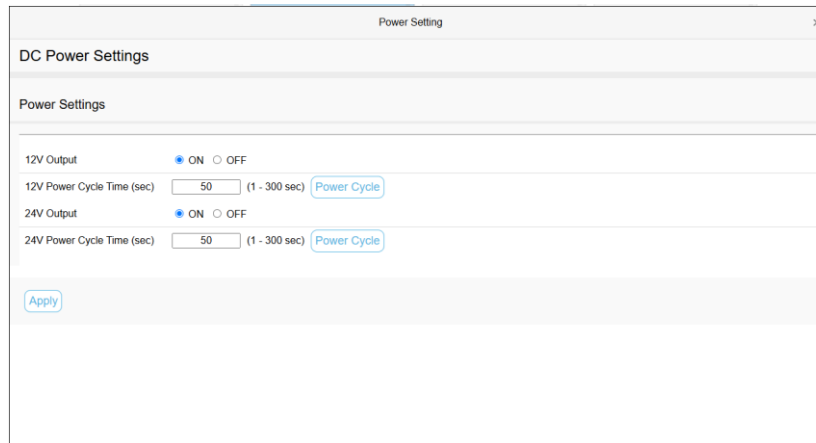 Power Setting
DC Power Settings
Power Settings
12V Output ON OFF
12V Power Cycle Time (sec) 50 (1 - 300 sec) Power Cycle
24V Output ON OFF
24V Power Cycle Time (sec) 50 (1 - 300 sec) Power Cycle
Apply